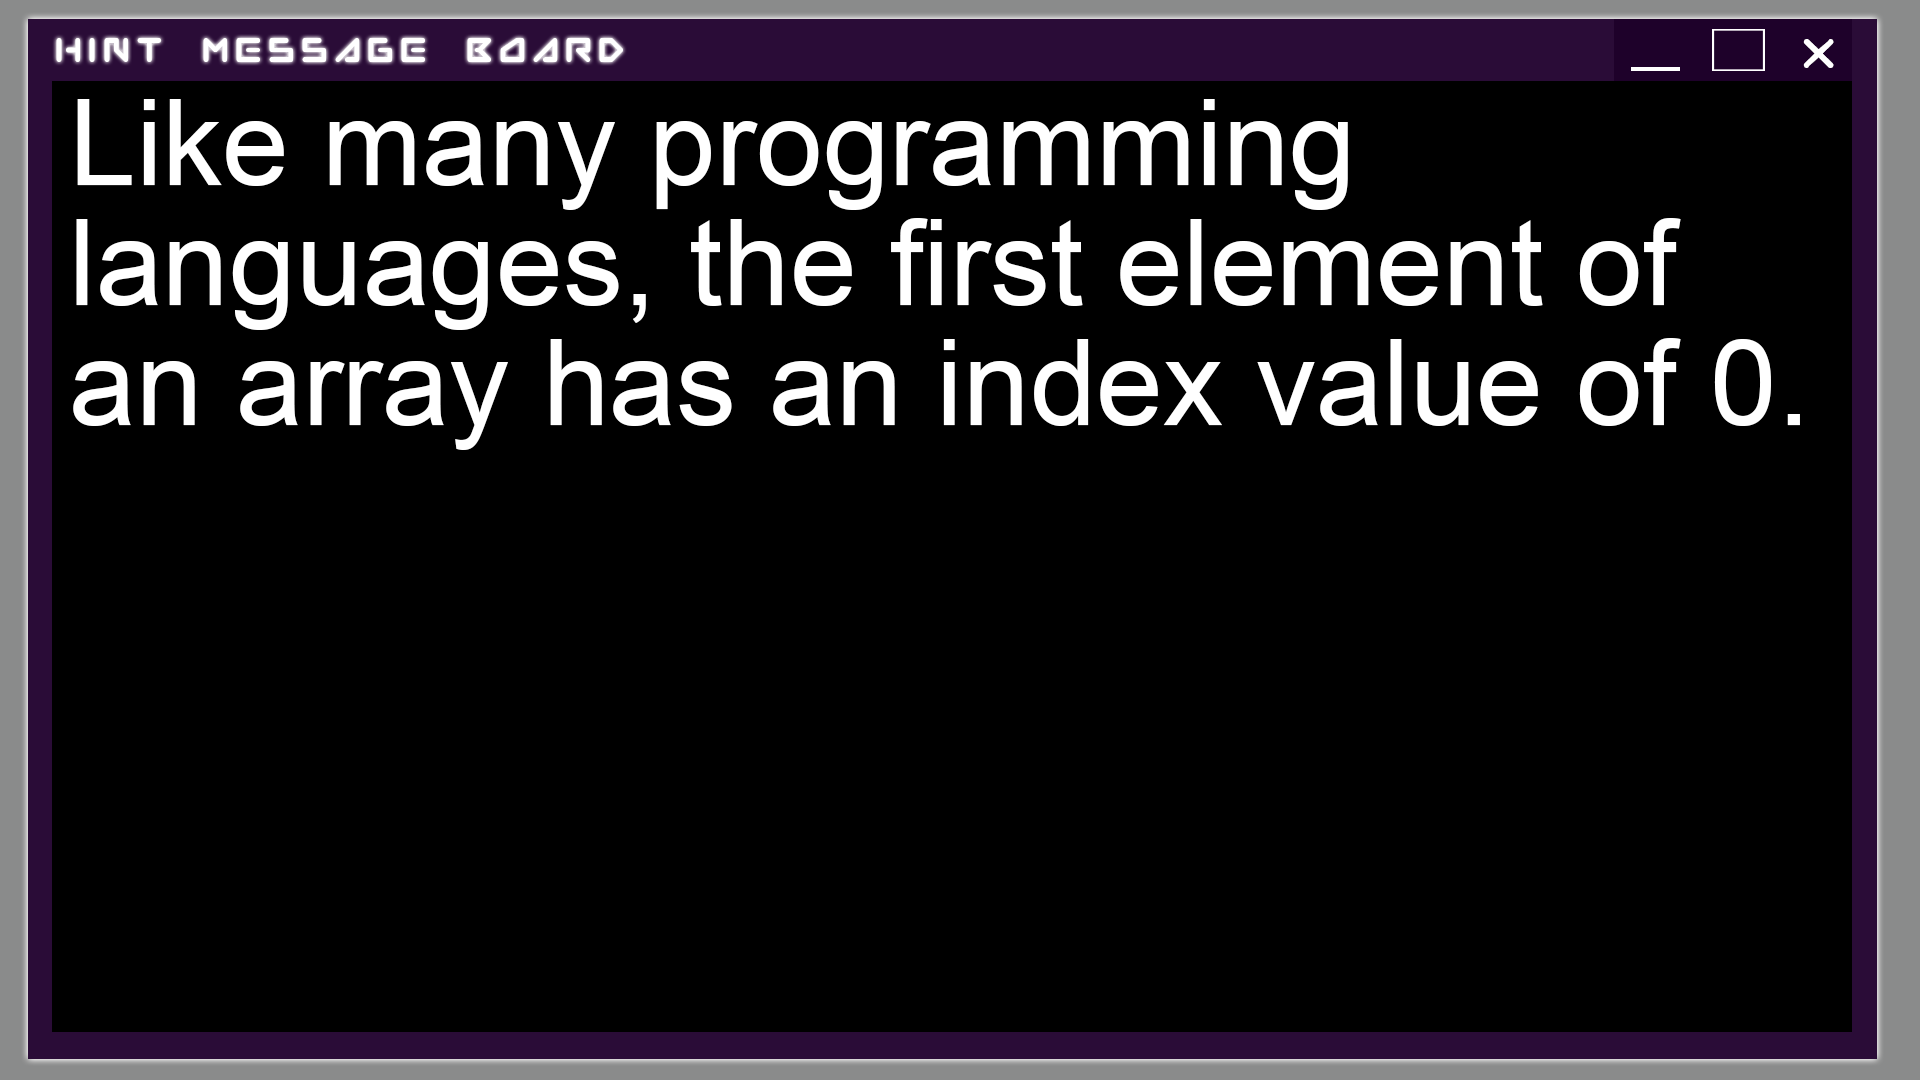 HINT MESSAGE BOARD
Like many programming
languages, the first element of
an array has an index value of 0.